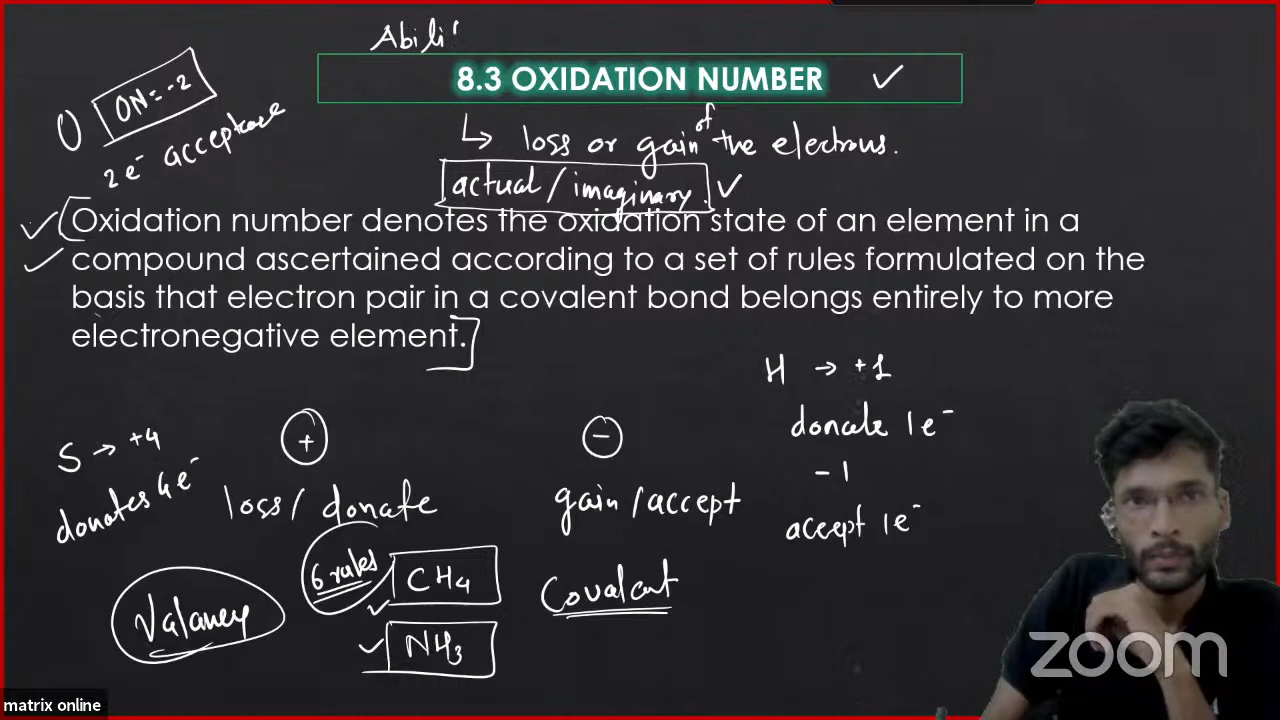 Abili
8.3 OXIDATION NUMBER ✓
O ON = -2
2e⁻ acceptance
↳ loss or gain of the electrons.
actual / imaginary. ✓
Oxidation number denotes the oxidation state of an element in a
compound ascertained according to a set of rules formulated on the
basis that electron pair in a covalent bond belongs entirely to more
electronegative element.
H → +1
donate 1e⁻
-1
accept 1e⁻
S → +4
donates 4e⁻
+
loss / donate
−
gain / accept
Valancy
6 rules
CH₄
NH₃
Covalent
zoom
matrix online